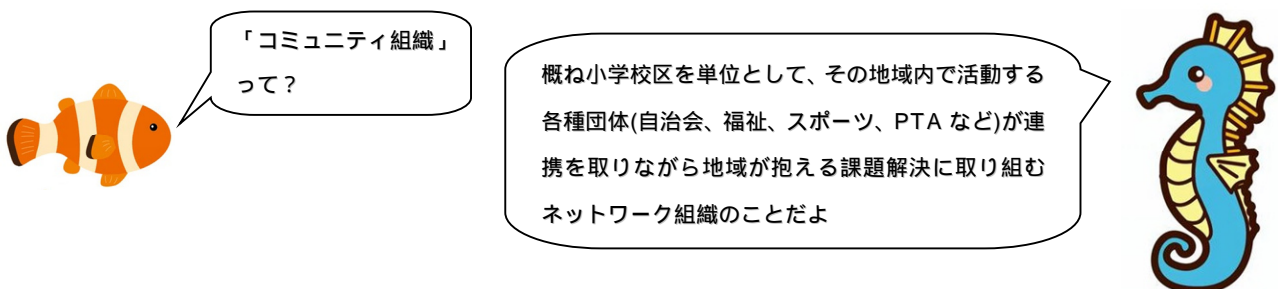 「コミュニティ組織」
って？
概ね小学校区を単位として、その地域内で活動する
各種団体(自治会、福祉、スポーツ、PTA など)が連
携を取りながら地域が抱える課題解決に取り組む
ネットワーク組織のことだよ